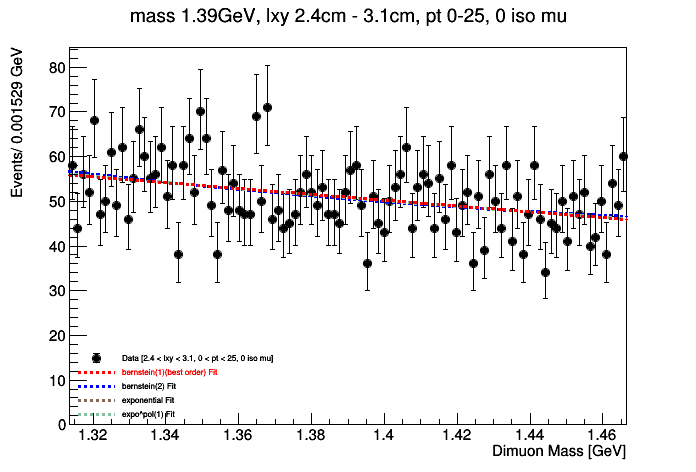 mass 1.39GeV, lxy 2.4cm - 3.1cm, pt 0-25, 0 iso mu
Events/ 0.001529 GeV
80
70
60
50
40
30
20
10
0
Data [2.4 < lxy < 3.1, 0 < pt < 25, 0 iso mu]
bernstein(1)(best order) Fit
bernstein(2) Fit
exponential Fit
expo*pol(1) Fit
1.32 1.34 1.36 1.38 1.4 1.42 1.44 1.46
Dimuon Mass [GeV]